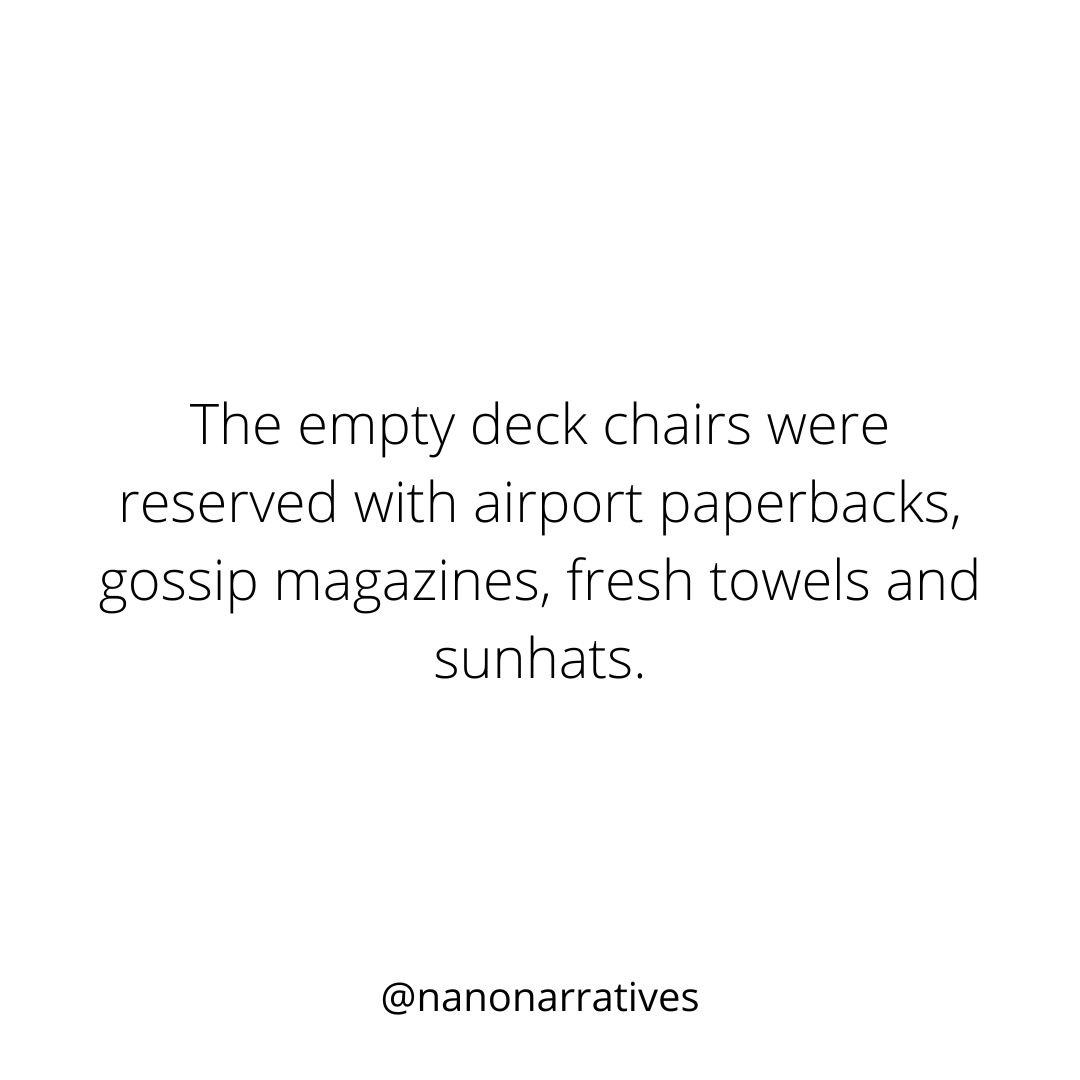 The empty deck chairs were
reserved with airport paperbacks,
gossip magazines, fresh towels and
sunhats.
@nanonarratives